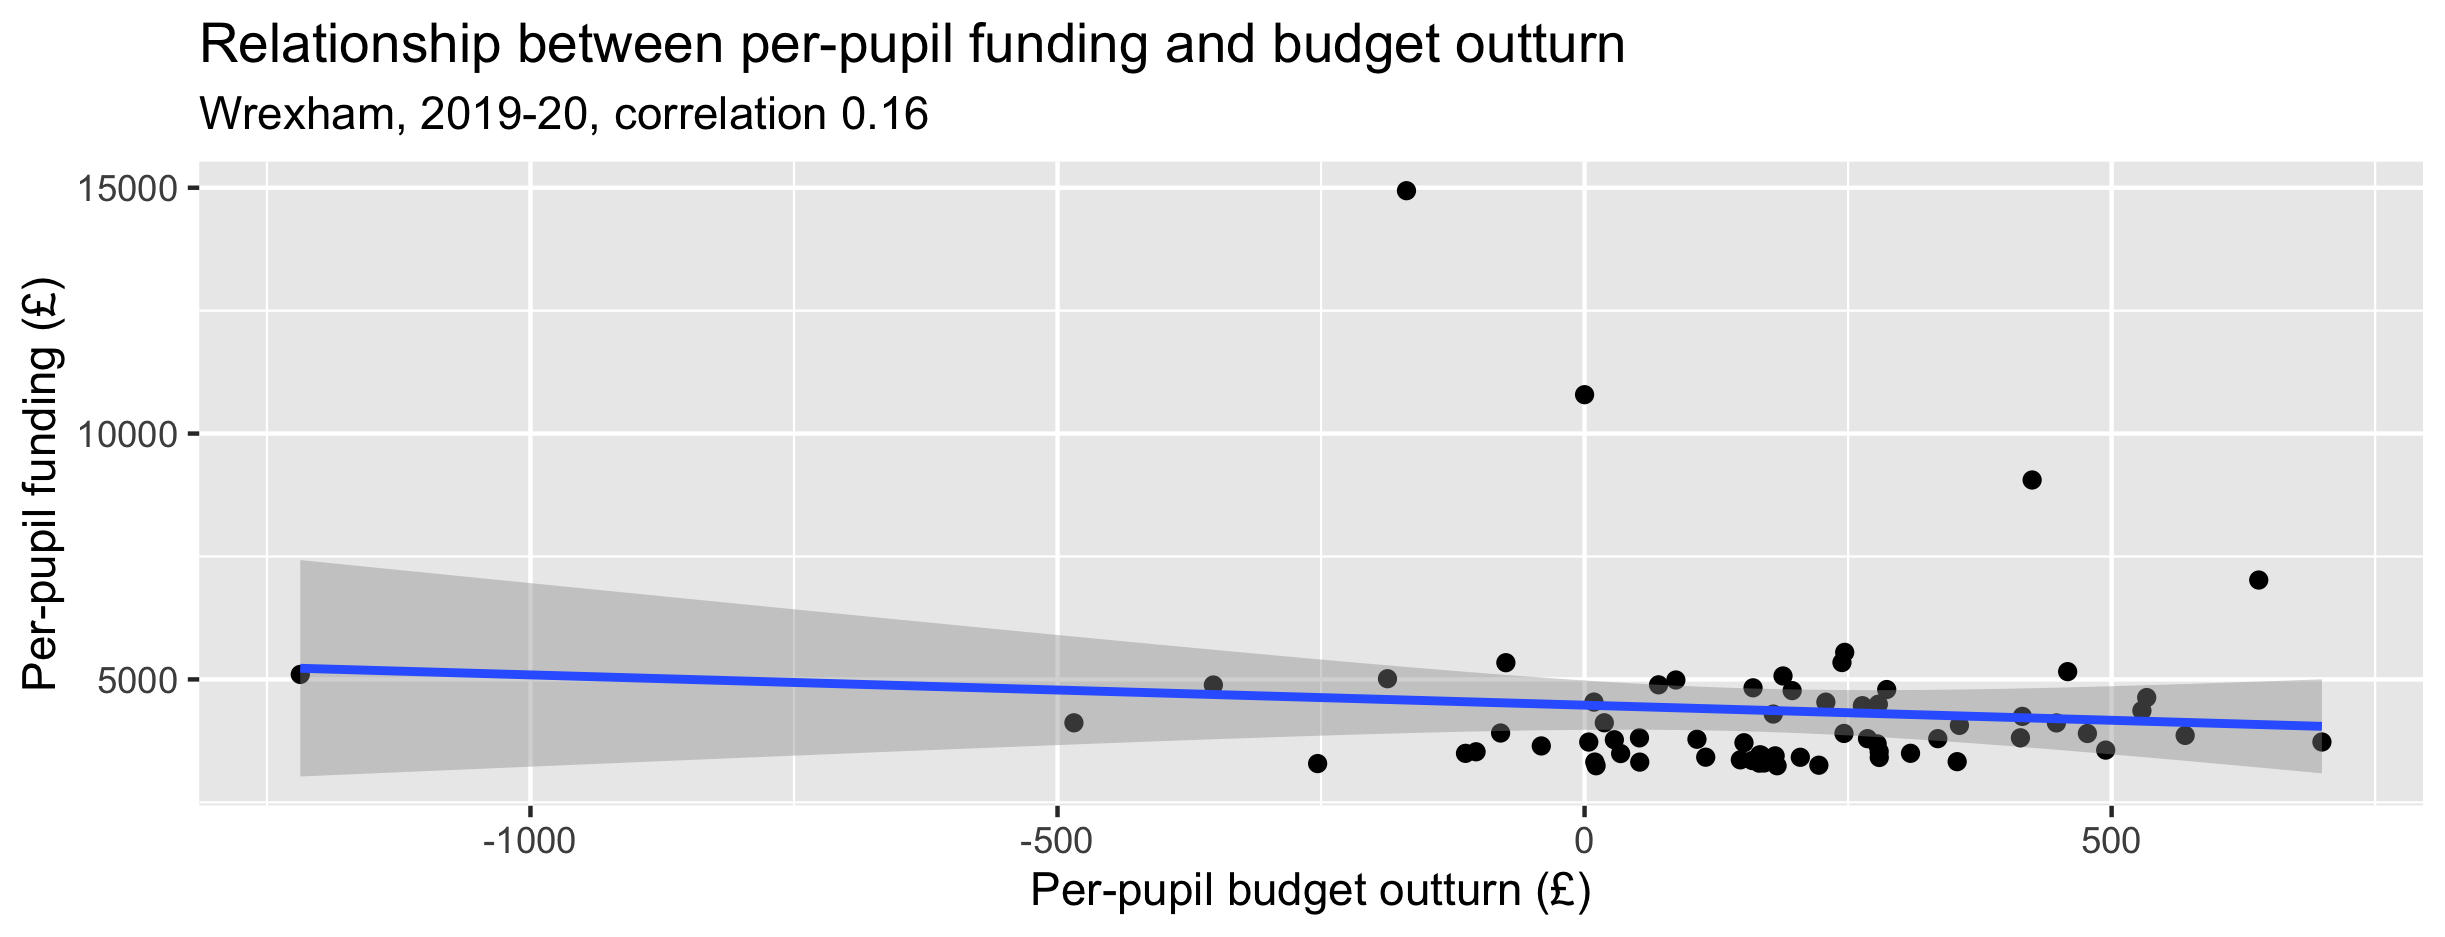 Relationship between per-pupil funding and budget outturn
Wrexham, 2019-20, correlation 0.16
Per-pupil funding (£)
15000
10000
5000
-1000
-500
0
500
Per-pupil budget outturn (£)